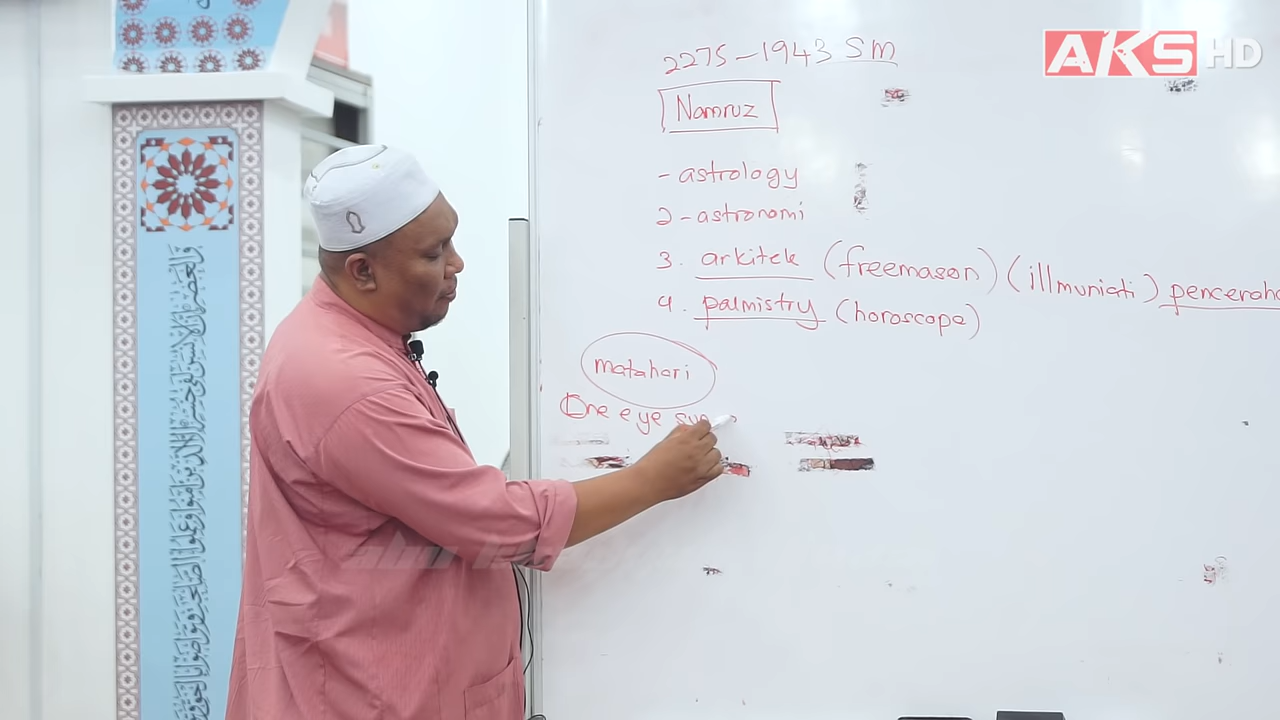 AKS HD
2275-1943 SM
Namruz
- astrology
2- astronomi
3. arkitek (freemason) (illmuniati)
4. palmistry (horoscope)
matahari
One eye